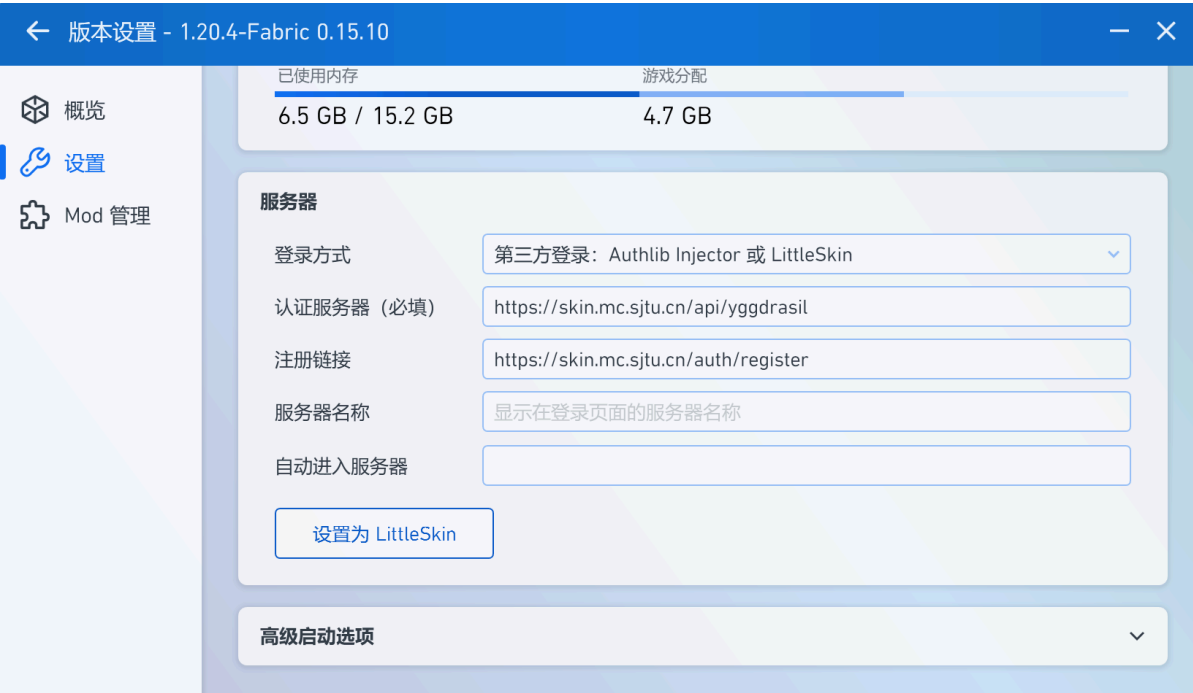 版本设置 - 1.20.4-Fabric 0.15.10
概览
设置
Mod 管理
已使用内存 游戏分配
6.5 GB / 15.2 GB 4.7 GB
服务器
登录方式 第三方登录：Authlib Injector 或 LittleSkin
认证服务器（必填） https://skin.mc.sjtu.cn/api/yggdrasil
注册链接 https://skin.mc.sjtu.cn/auth/register
服务器名称 显示在登录页面的服务器名称
自动进入服务器
设置为 LittleSkin
高级启动选项